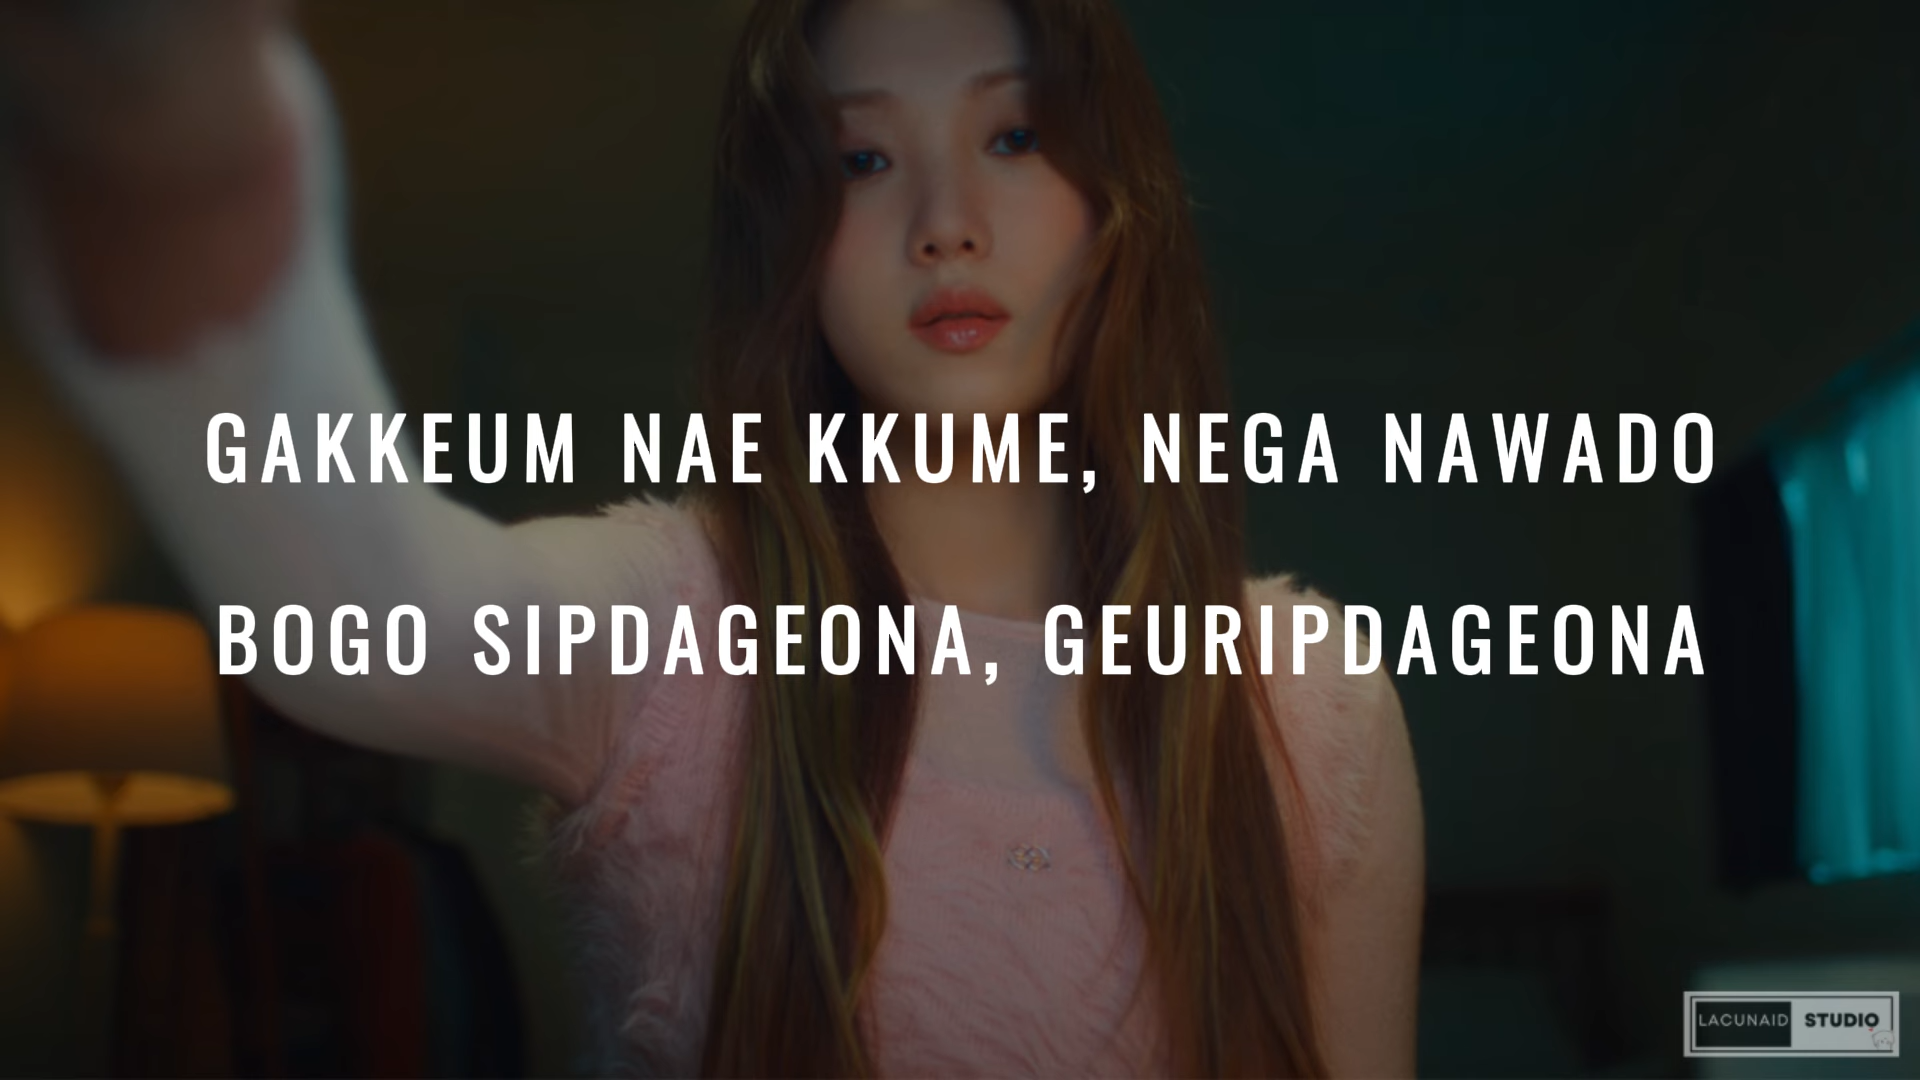 GAKKEUM NAE KKUME, NEGA NAWADO
BOGO SIPDAGEONA, GEURIPDAGEONA
LACUNAID STUDIO